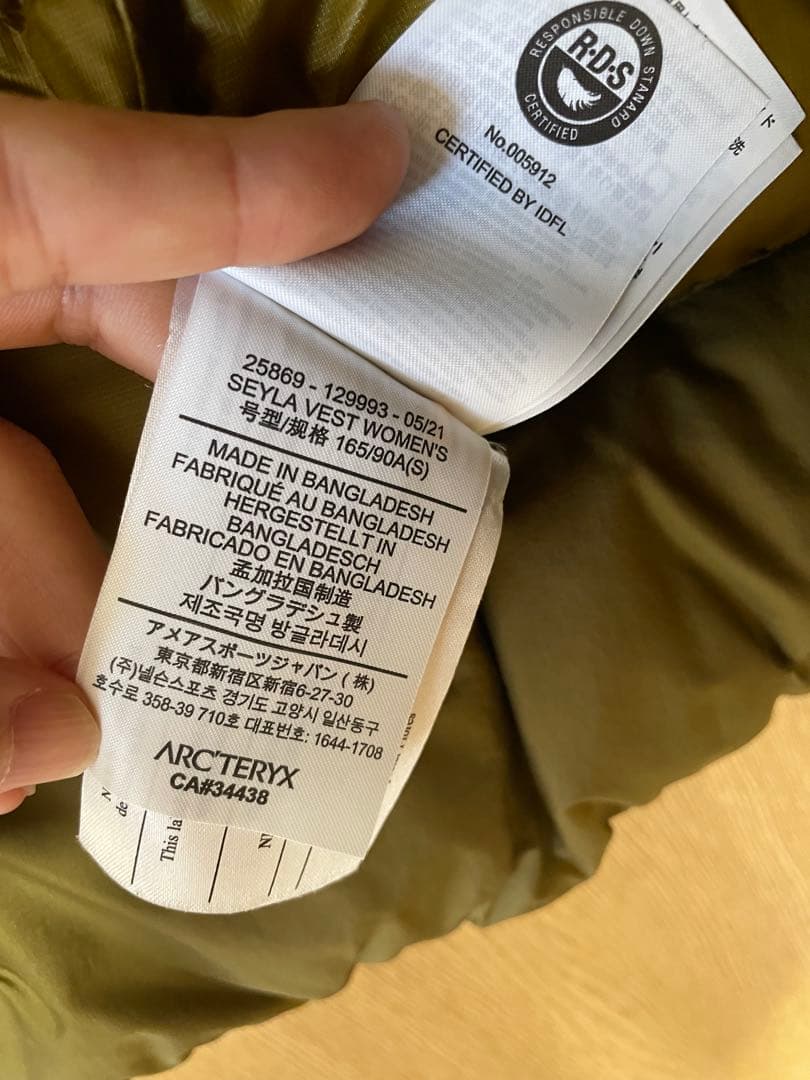 RESPONSIBLE DOWN STANARD
R·D·S
CERTIFIED
No.005912
CERTIFIED BY IDFL
ド
洗
25869 - 129993 - 05/21
SEYLA VEST WOMEN'S
号型/规格 165/90A(S)
MADE IN BANGLADESH
FABRIQUÉ AU BANGLADESH
HERGESTELLT IN
BANGLADESCH
FABRICADO EN BANGLADESH
孟加拉国制造
バングラデシュ製
제조국명 방글라데시
アメアスポーツジャパン ( 株)
東京都新宿区新宿6-27-30
(주)넬슨스포츠 경기도 고양시 일산동구
호수로 358-39 710호 대표번호: 1644-1708
ARC'TERYX
CA#34438
de
This la